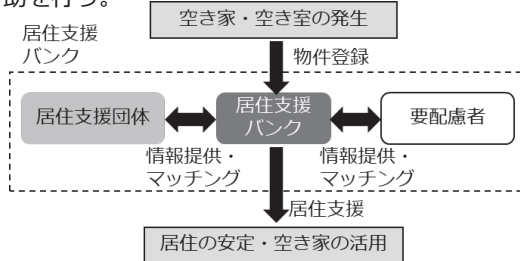 助を行う。
空き家・空き室の発生
居住支援
バンク
物件登録
居住支援団体
居住支援
バンク
要配慮者
情報提供・
マッチング
情報提供・
マッチング
居住支援
居住の安定・空き家の活用